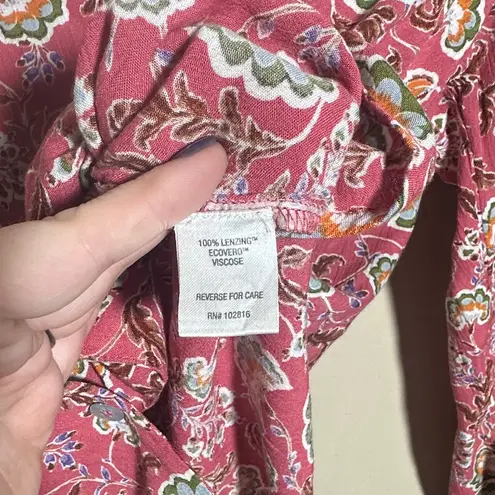 100% LENZING™
ECOVERO™
VISCOSE
REVERSE FOR CARE
RN# 102816